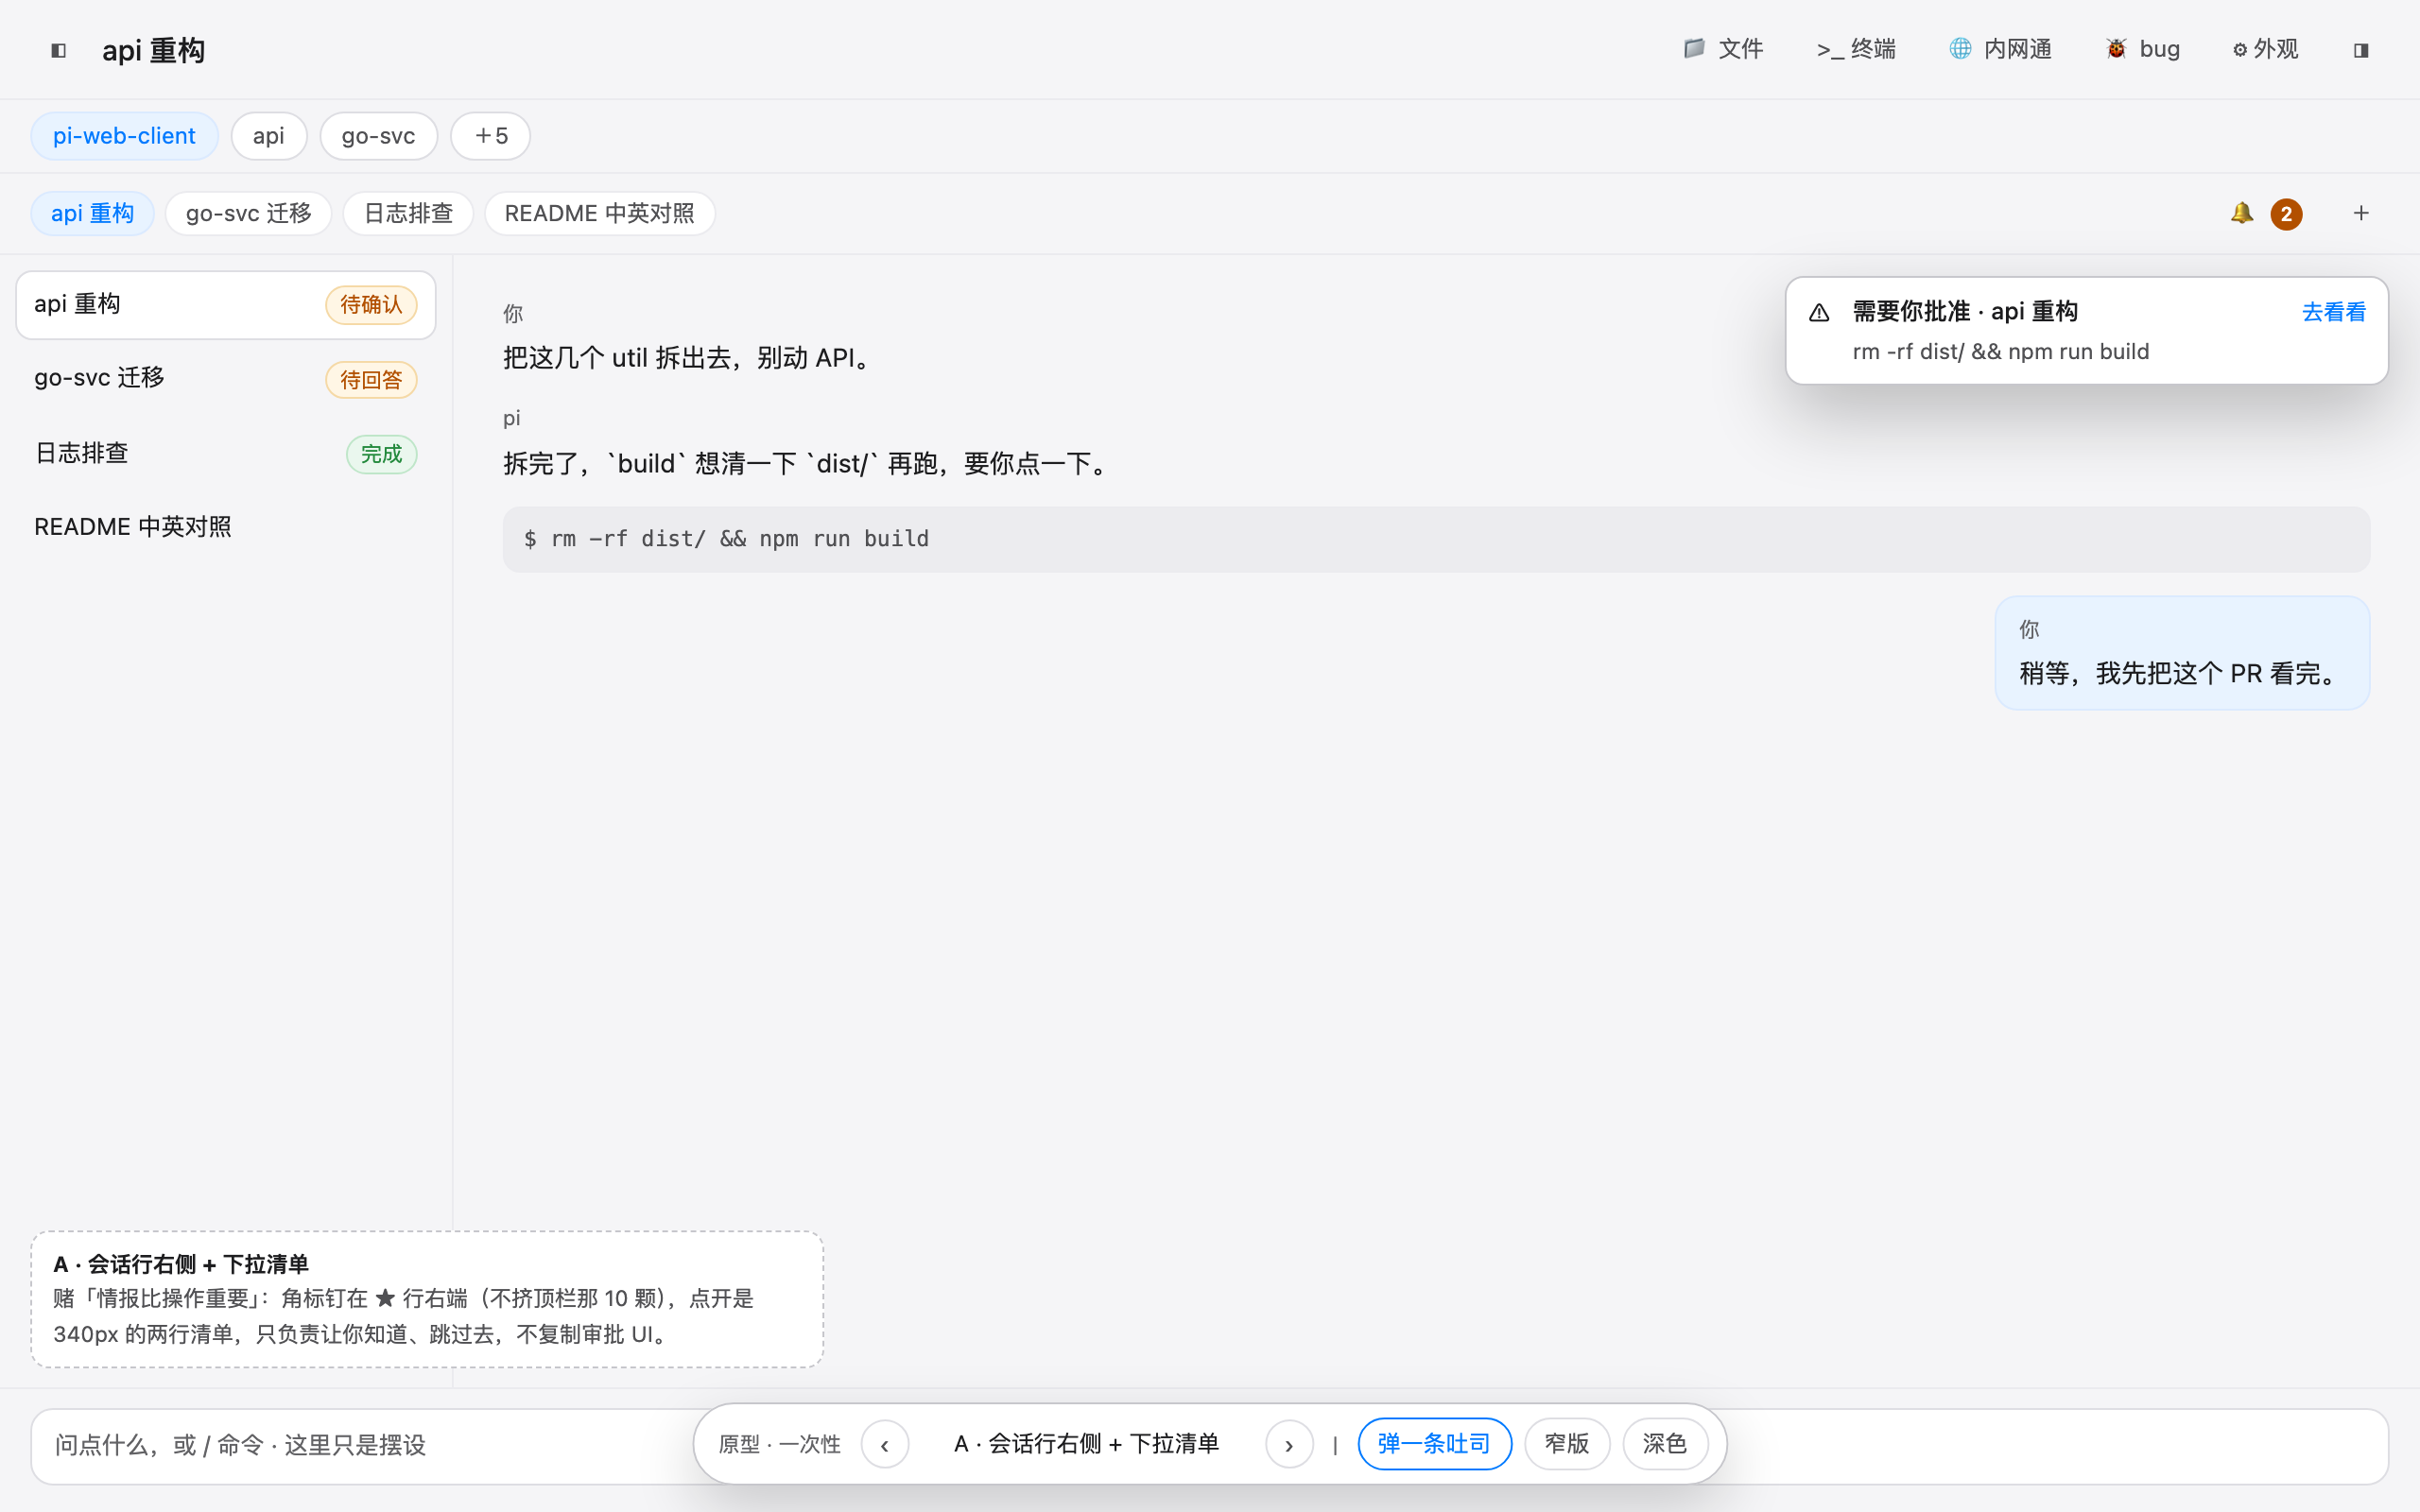 api 重构
文件
>_ 终端
内网通
bug
外观
pi-web-client
api
go-svc
+5
api 重构
go-svc 迁移
日志排查
README 中英对照
2
+
api 重构
待确认
go-svc 迁移
待回答
日志排查
完成
README 中英对照
你
把这几个 util 拆出去，别动 API。
pi
拆完了，`build` 想清一下 `dist/` 再跑，要你点一下。
$ rm -rf dist/ && npm run build
你
稍等，我先把这个 PR 看完。
需要你批准 · api 重构
去看看
rm -rf dist/ && npm run build
A · 会话行右侧 + 下拉清单
赌「情报比操作重要」：角标钉在 ★ 行右端（不挤顶栏那 10 颗），点开是
340px 的两行清单，只负责让你知道、跳过去，不复制审批 UI。
问点什么，或 / 命令 · 这里只是摆设
原型 · 一次性
‹
A · 会话行右侧 + 下拉清单
›
|
弹一条吐司
窄版
深色